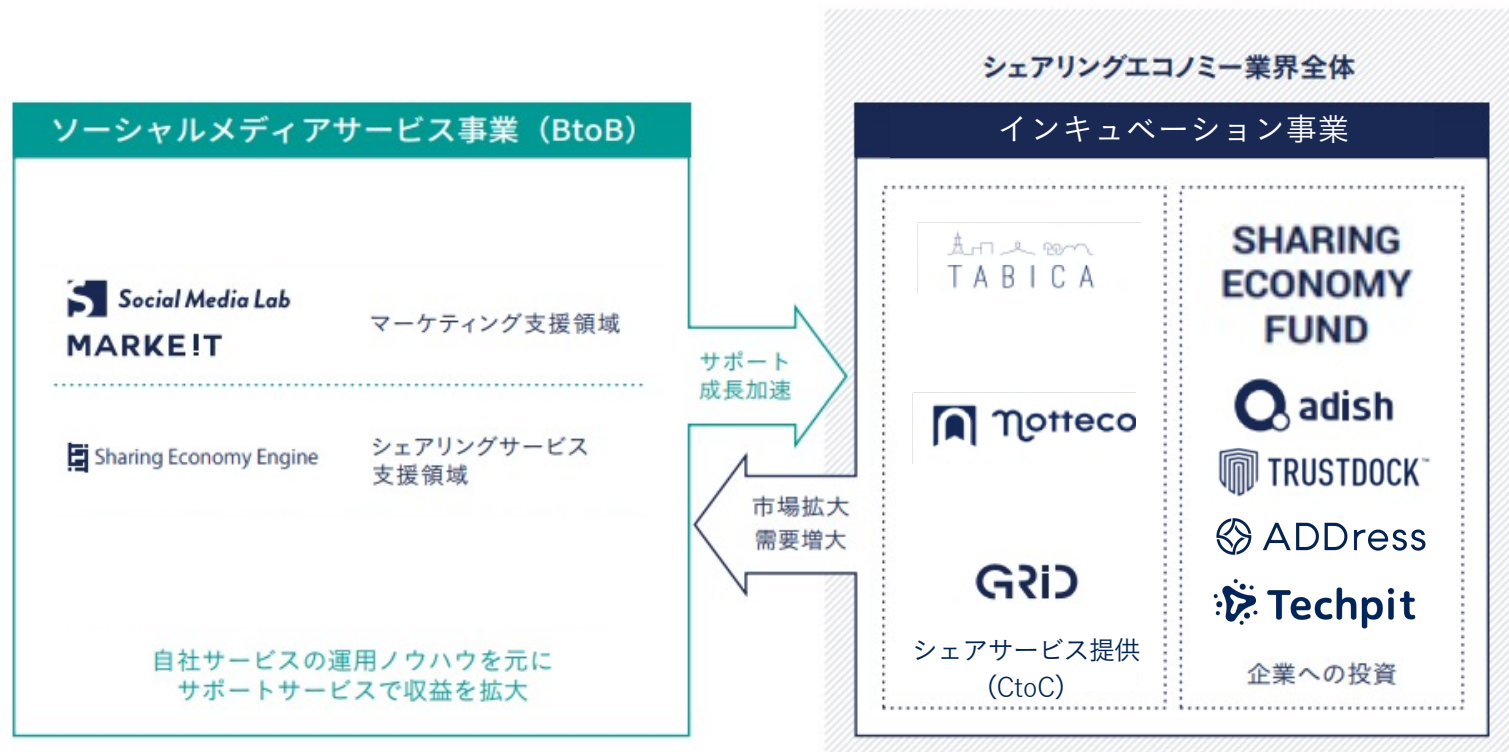 シェアリングエコノミー業界全体
ソーシャルメディアサービス事業（BtoB）
インキュベーション事業
Social Media Lab
MARKE!T
マーケティング支援領域
Sharing Economy Engine
シェアリングサービス
支援領域
自社サービスの運用ノウハウを元に
サポートサービスで収益を拡大
サポート
成長加速
市場拡大
需要増大
TABICA
notteco
GRiD
シェアサービス提供
（CtoC）
SHARING
ECONOMY
FUND
adish
TRUSTDOCK™
ADDress
Techpit
企業への投資